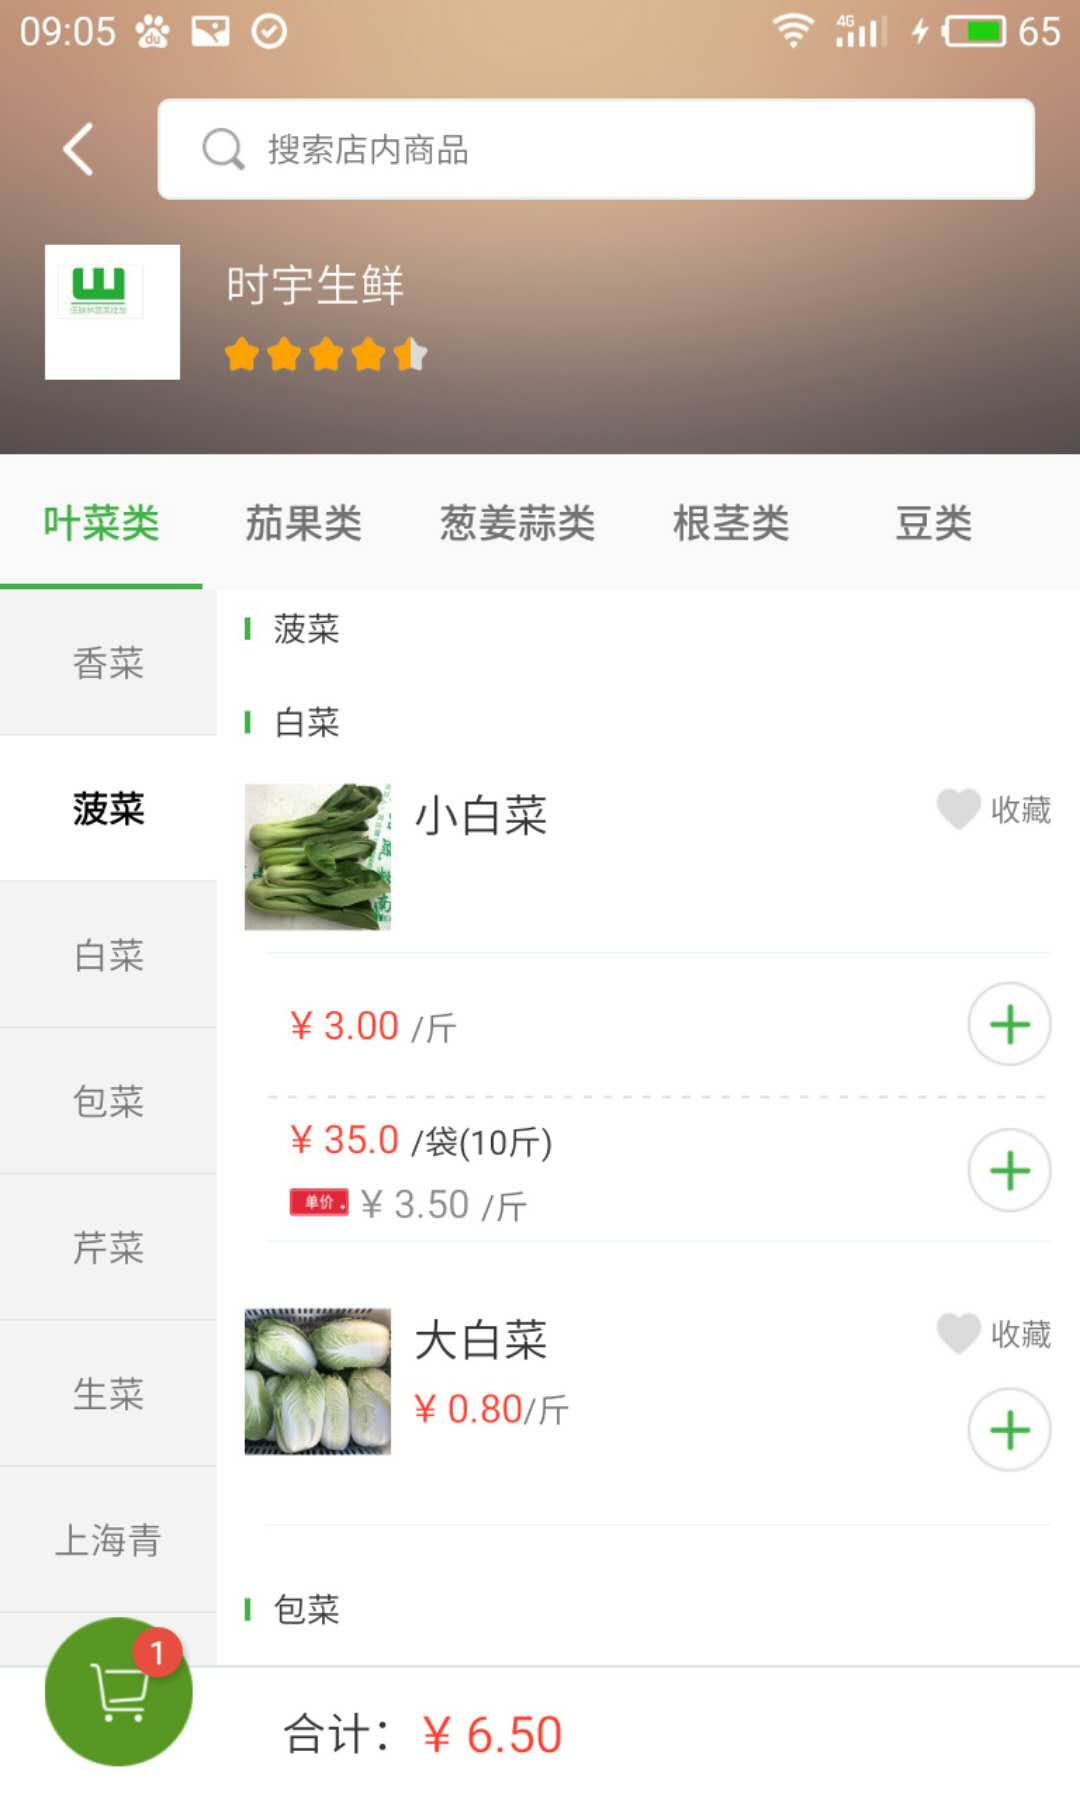 09:05 4G 65
搜索店内商品
时宇生鲜
叶菜类 茄果类 葱姜蒜类 根茎类 豆类
香菜
菠菜
白菜
包菜
芹菜
生菜
上海青
菠菜
白菜
小白菜 收藏
¥ 3.00 /斤
¥ 35.0 /袋(10斤)
单价 ¥ 3.50 /斤
大白菜 收藏
¥ 0.80/斤
包菜
1
合计: ¥ 6.50